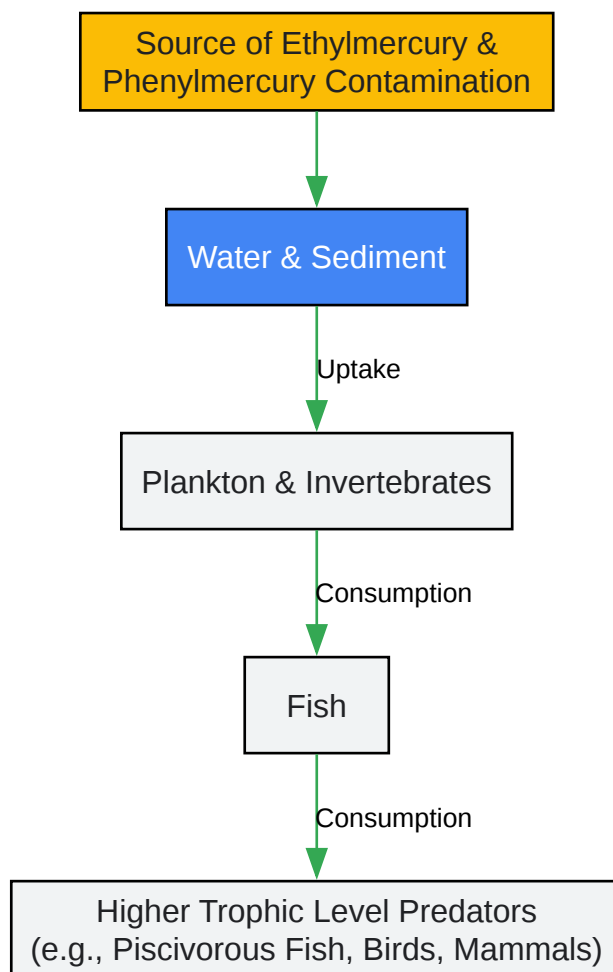 Source of Ethylmercury &
Phenylmercury Contamination
Water & Sediment
Uptake
Plankton & Invertebrates
Consumption
Fish
Consumption
Higher Trophic Level Predators
(e.g., Piscivorous Fish, Birds, Mammals)